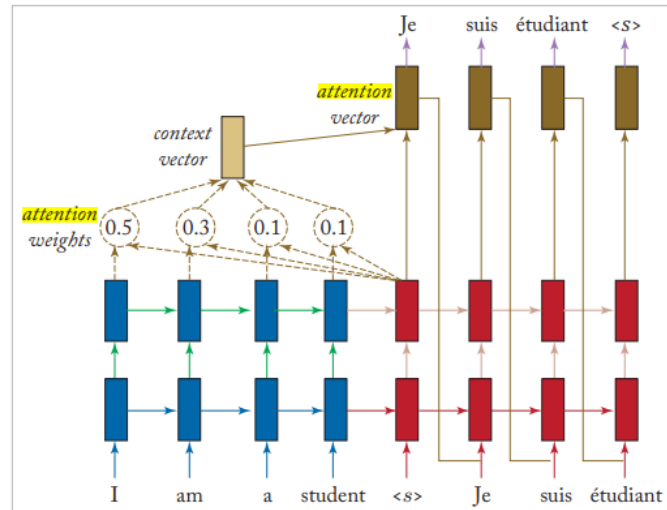 Je suis étudiant <s>
attention
vector
context
vector
attention
weights
0.5 0.3 0.1 0.1
I am a student <s> Je suis étudiant